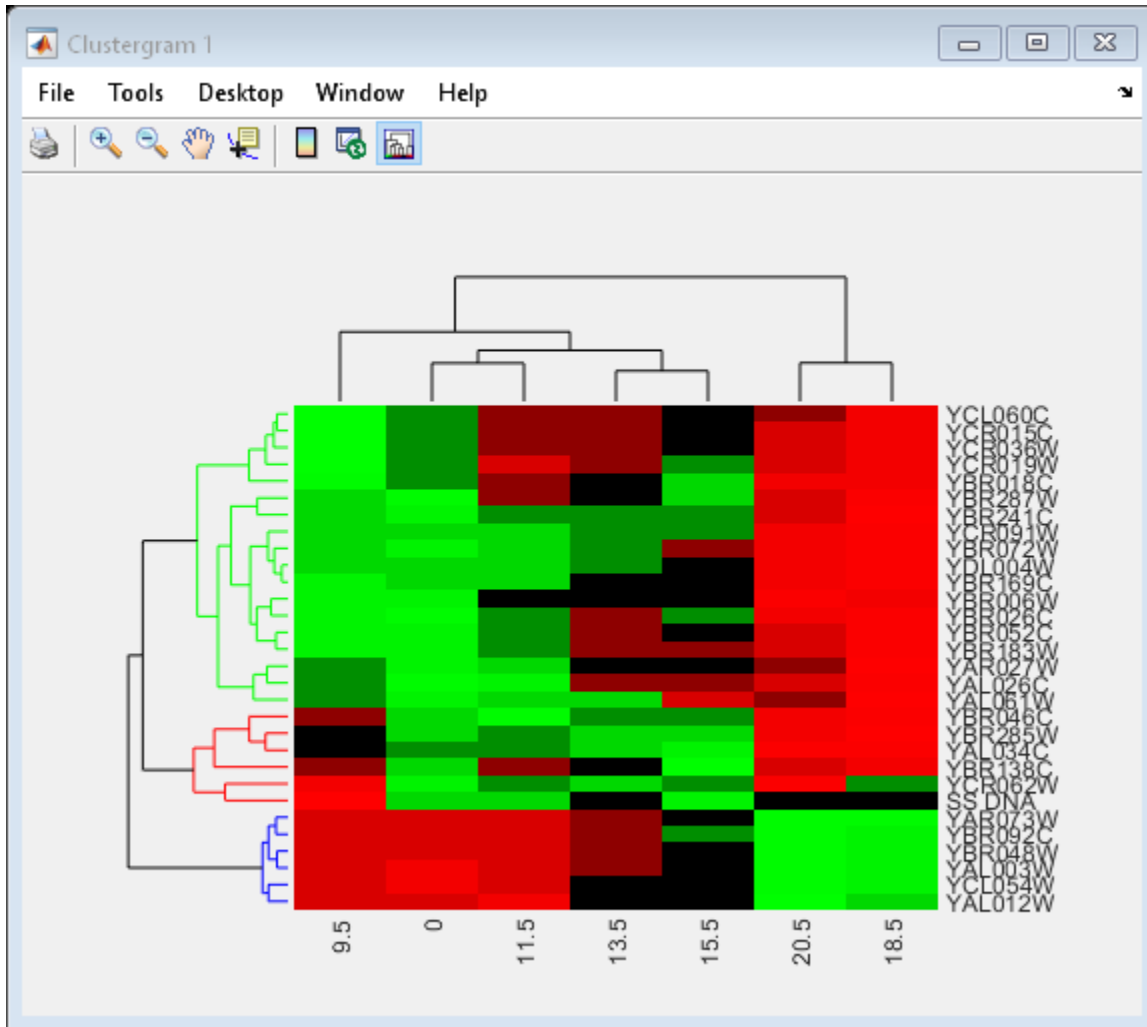 Clustergram 1
File Tools Desktop Window Help
YCL060C
YCR015C
YCR036W
YCR019W
YBR018C
YBR287W
YBR241C
YCR091W
YBR072W
YDL004W
YBR169C
YBR006W
YBR026C
YBR052C
YBR183W
YAR027W
YAL026C
YAL061W
YBR046C
YBR285W
YAL034C
YBR138C
YCR062W
SS DNA
YAR073W
YBR092C
YBR048W
YAL003W
YCL054W
YAL012W
9.5 0 11.5 13.5 15.5 20.5 18.5